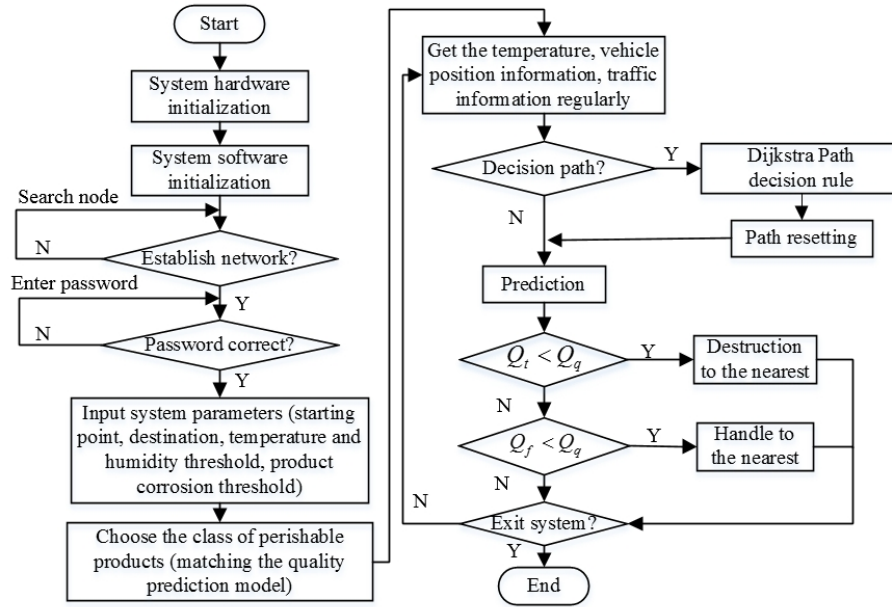 Start
System hardware
initialization
System software
initialization
Search node
N
Establish network?
Enter password
Y
N
Password correct?
Y
Input system parameters (starting
point, destination, temperature and
humidity threshold, product
corrosion threshold)
Choose the class of perishable
products (matching the quality
prediction model)
Get the temperature, vehicle
position information, traffic
information regularly
Decision path?
Y
Dijkstra Path
decision rule
N
Path resetting
Prediction
Q_t < Q_q
Y
Destruction
to the nearest
N
Q_f < Q_q
Y
Handle to
the nearest
N
N
Exit system?
Y
End